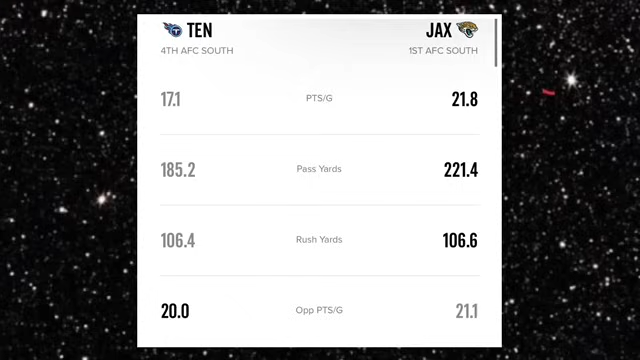 TEN JAX
4TH AFC SOUTH 1ST AFC SOUTH
17.1 PTS/G 21.8
185.2 Pass Yards 221.4
106.4 Rush Yards 106.6
20.0 Opp PTS/G 21.1